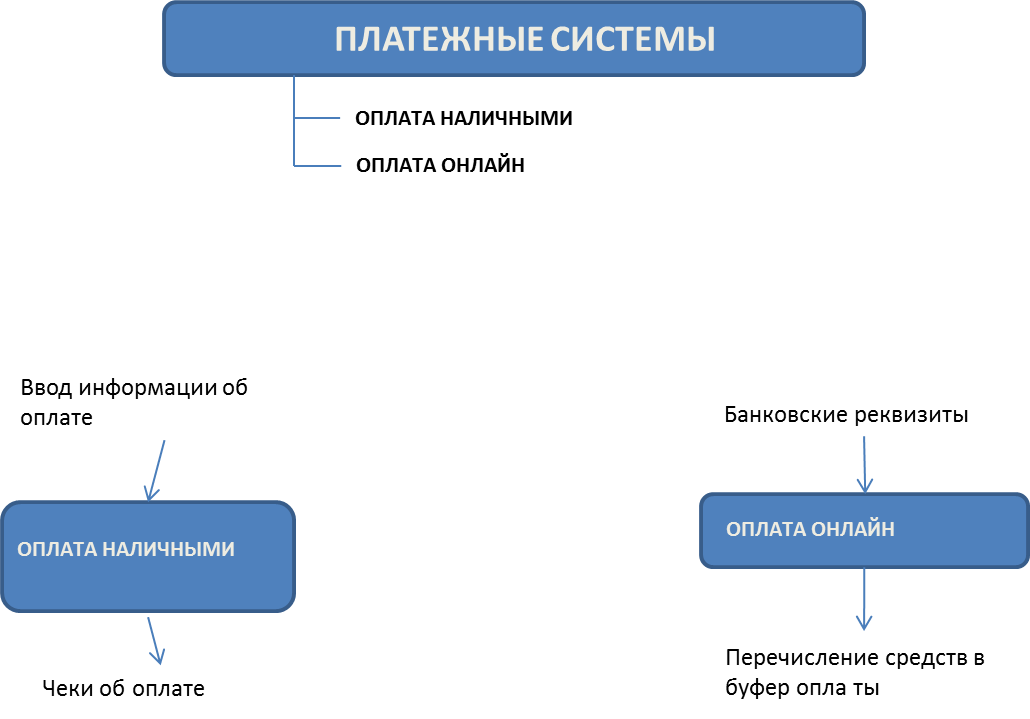 ПЛАТЕЖНЫЕ СИСТЕМЫ
ОПЛАТА НАЛИЧНЫМИ
ОПЛАТА ОНЛАЙН
Ввод информации об
оплате
ОПЛАТА НАЛИЧНЫМИ
Чеки об оплате
Банковские реквизиты
ОПЛАТА ОНЛАЙН
Перечисление средств в
буфер опла ты